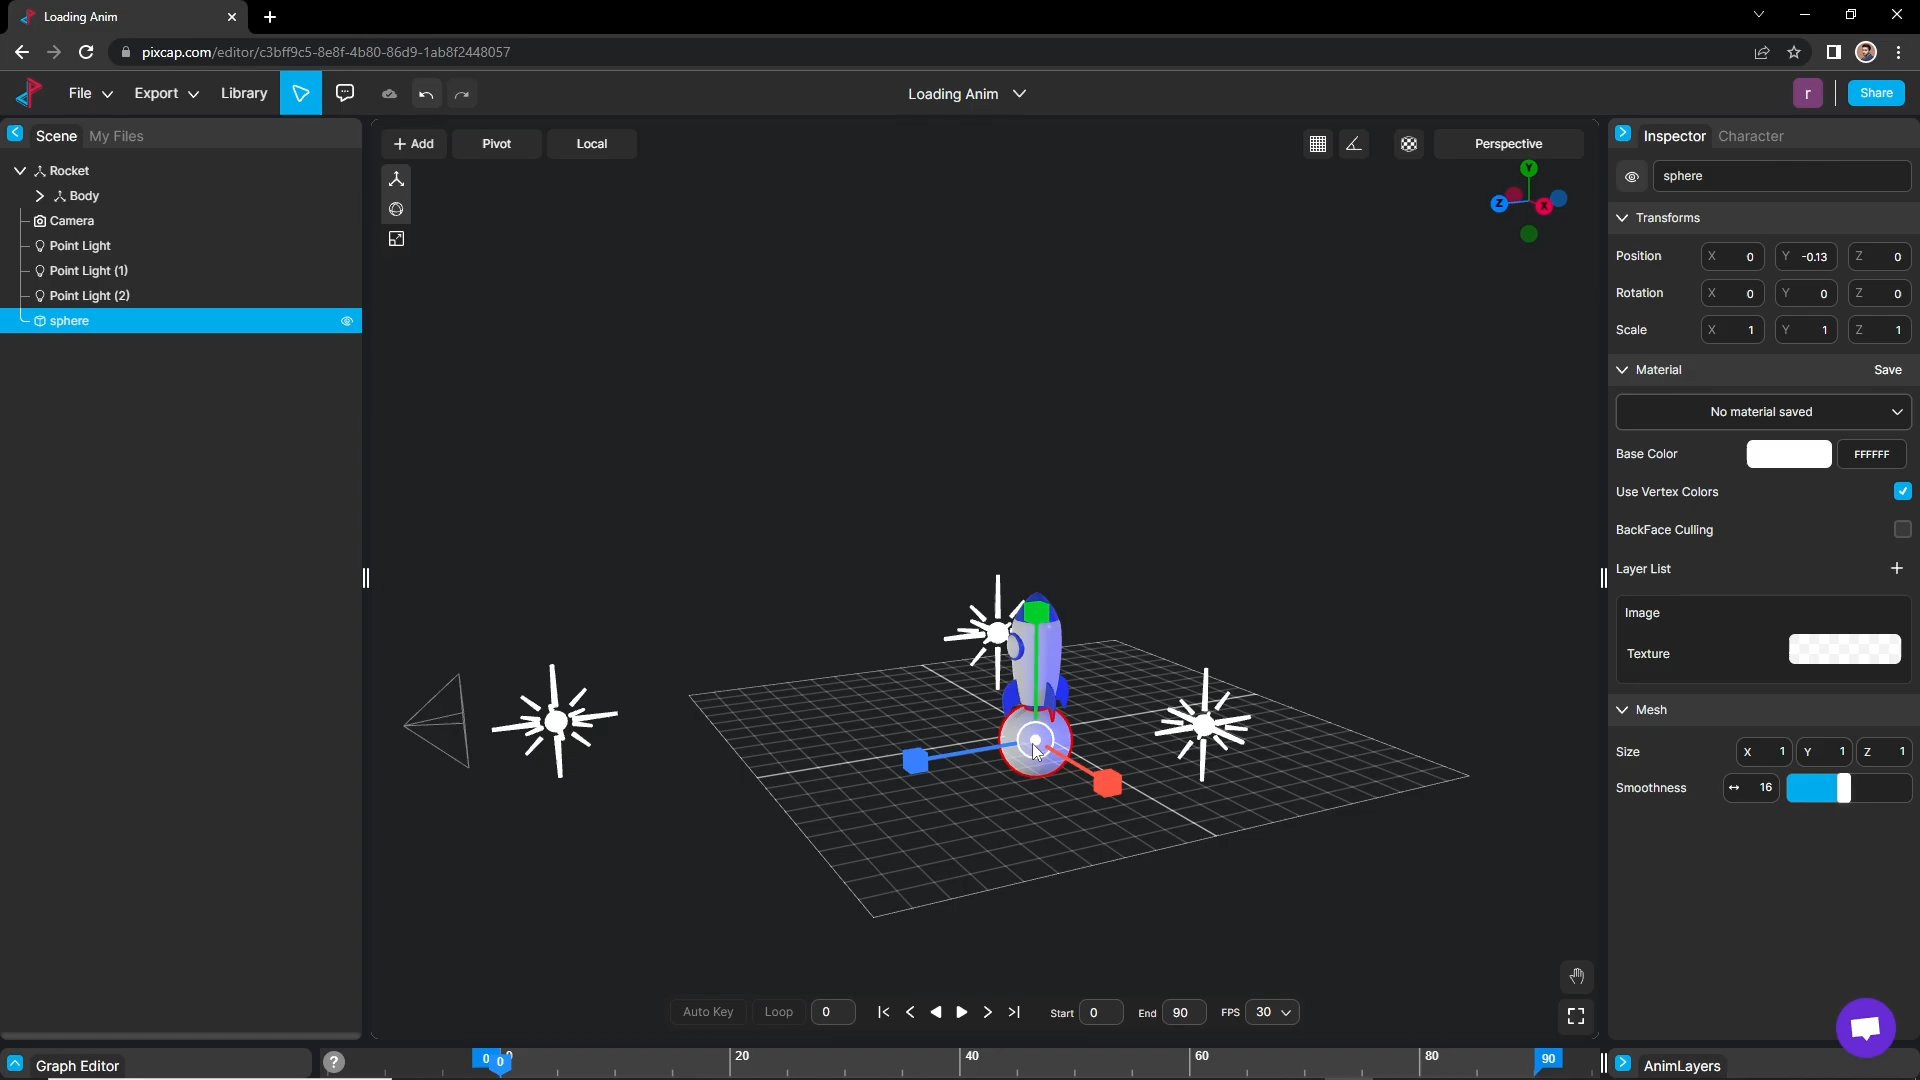 Loading Anim
pixcap.com/editor/c3bff9c5-8e8f-4b80-86d9-1ab8f2448057
File Export Library Loading Anim r Share
Scene My Files
Rocket
Body
Camera
Point Light
Point Light (1)
Point Light (2)
sphere
+ Add Pivot Local Perspective
Y
Z X
Inspector Character
sphere
Transforms
Position X 0 Y -0.13 Z 0
Rotation X 0 Y 0 Z 0
Scale X 1 Y 1 Z 1
Material Save
No material saved
Base Color FFFFFF
Use Vertex Colors
BackFace Culling
Layer List +
Image
Texture
Mesh
Size X 1 Y 1 Z 1
Smoothness 16
Auto Key Loop 0 Start 0 End 90 FPS 30
Graph Editor ? 0 0 0 20 40 60 80 90 AnimLayers